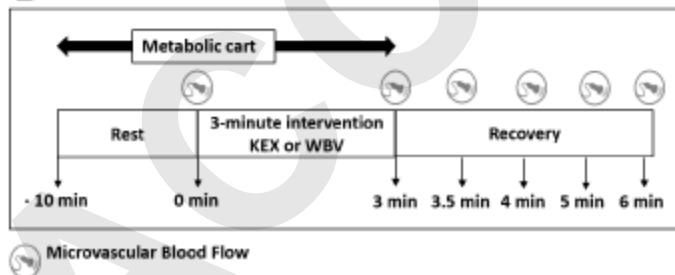 Metabolic cart
Rest
3-minute intervention
KEX or WBV
Recovery
- 10 min
0 min
3 min
3.5 min
4 min
5 min
6 min
Microvascular Blood Flow